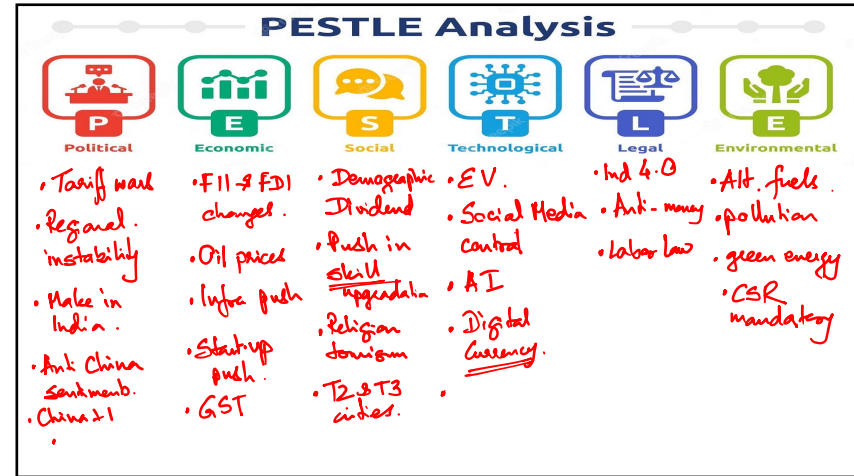 PESTLE Analysis
P
Political
• Tariff wars
• Regional
instability
• Make in
India.
• Anti China
sentiments.
• China +1
•
E
Economic
• FII & FDI
changes.
• Oil prices
• Infra push
• Start-up
push.
• GST
S
Social
• Demographic
Dividend
• Push in
skill
upgradation
• Religion
tourism
• T2 & T3
cities.
T
Technological
• EV.
• Social Media
control
• AI
• Digital
Currency.
•
L
Legal
• Ind 4.0
• Anti-money
• Labor law
E
Environmental
• Alt. fuels.
• pollution
• green energy
• CSR
mandatory